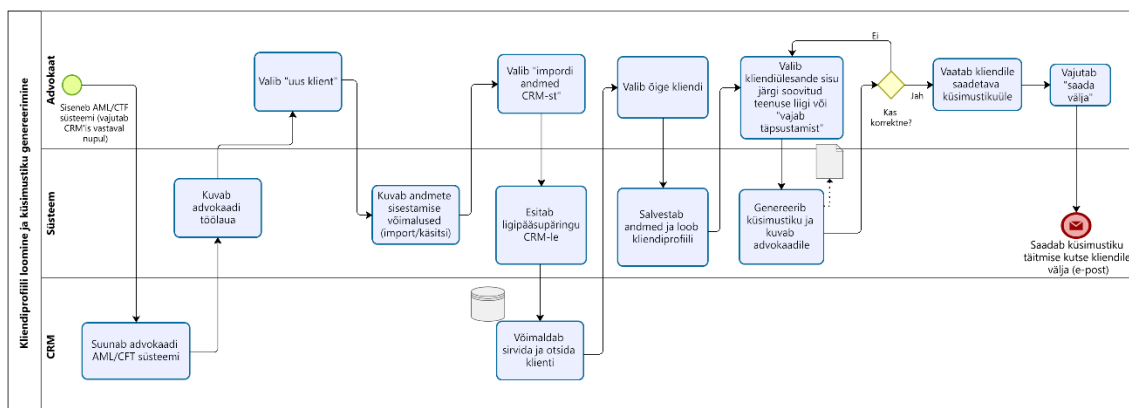 Kliendiprofiili loomine ja küsimustiku genereerimine
Advokaat
Siseneb AML/CTF
süsteemi (vajutab
CRM'is vastaval
nupul)
Valib "uus klient"
Valib "impordi
andmed
CRM-st"
Valib õige kliendi
Valib
kliendiülesande sisu
järgi soovitud
teenuse liigi või
"vajab
täpsustamist"
Ei
Jah
Kas
korrektne?
Vaatab kliendile
saadetava
küsimustikuüle
Vajutab
"saada
välja"
Süsteem
Kuvab
advokaadi
töölaua
Kuvab andmete
sisestamise
võimalused
(import/käsitsi)
Esitab
ligipääsupäringu
CRM-le
Salvestab
andmed ja loob
kliendiprofiili
Genereerib
küsimustiku ja
kuvab
advokaadile
Saadab küsimustiku
täitmise kutse kliendile
välja (e-post)
CRM
Suunab advokaadi
AML/CFT süsteemi
Võimaldab
sirvida ja otsida
klienti